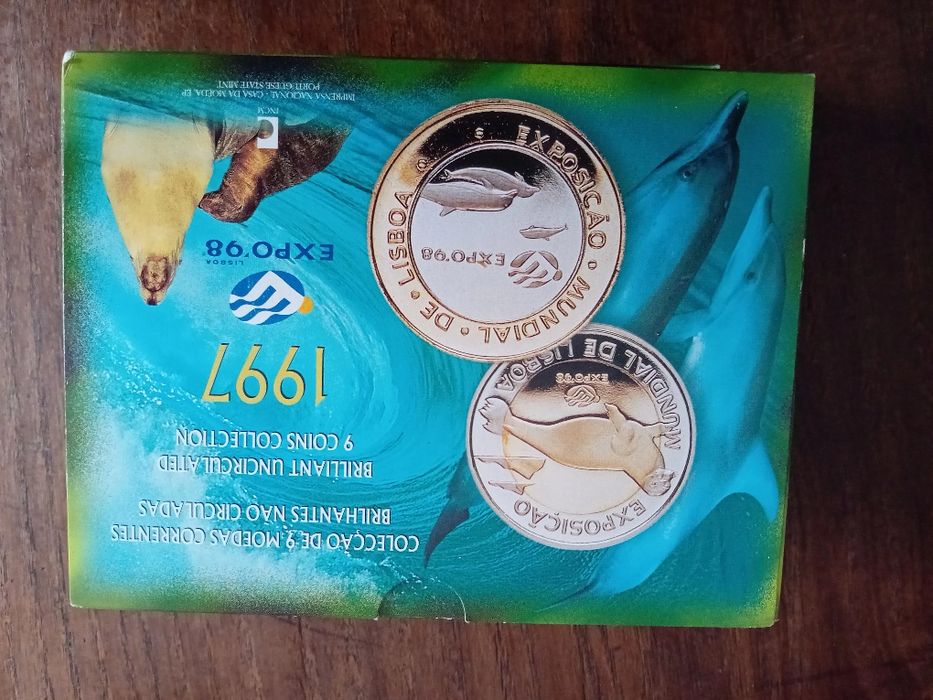 COLECÇÃO DE 9 MOEDAS CORRENTES
BRILHANTES NÃO CIRCULADAS
BRILLIANT UNCIRCULATED
9 COINS COLLECTION
1997
LISBOA
EXPO'98
INCM
IMPRENSA NACIONAL - CASA DA MOEDA, EP
PORTUGUESE STATE MINT
EXPOSIÇÃO MUNDIAL DE LISBOA
EXPO'98
EXPOSIÇÃO • MUNDIAL • DE • LISBOA
EXPO'98